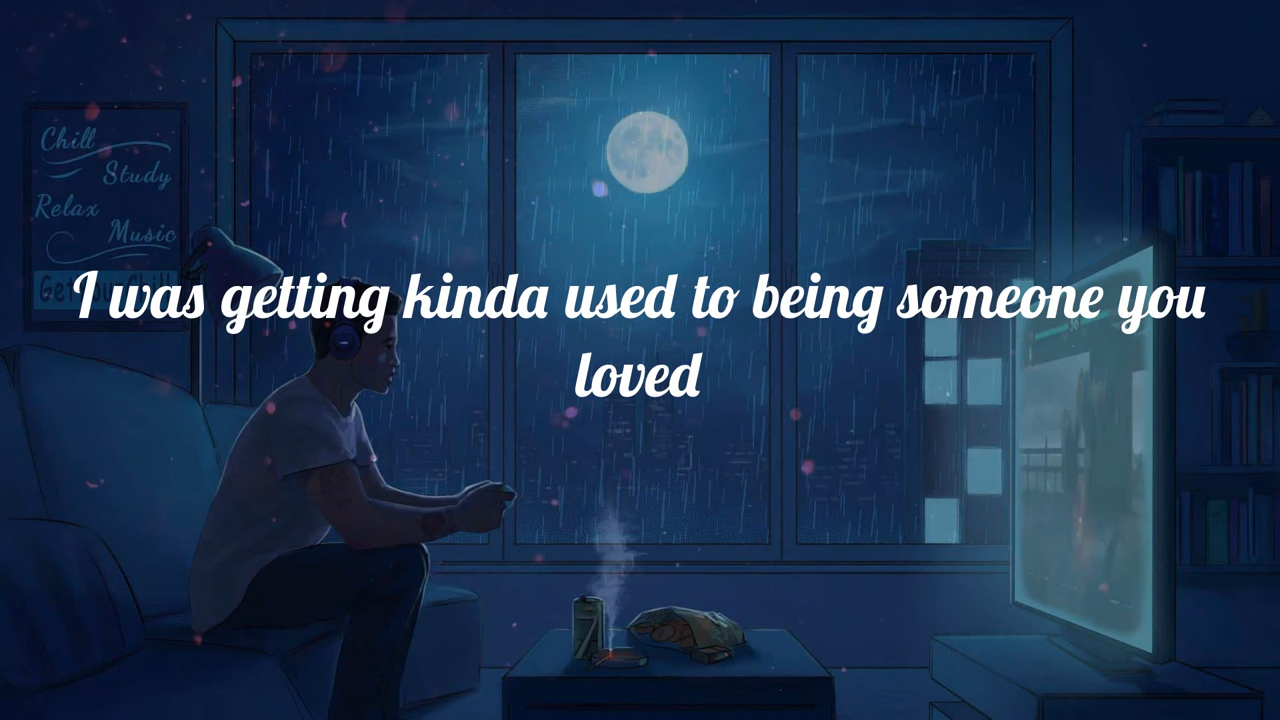 Chill
Study
Relax
Music
I was getting kinda used to being someone you
loved